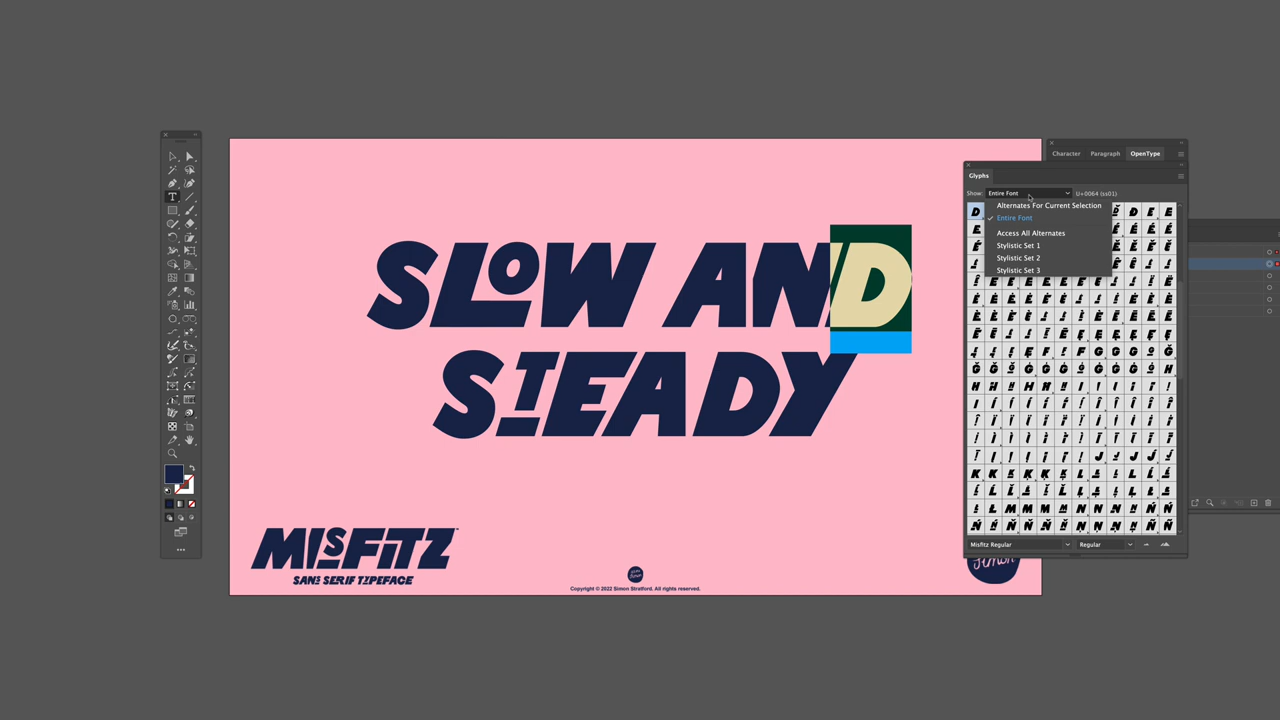 SLOW AND
STEADY
MISFITZ
SANS SERIF TYPEFACE
Copyright © 2022 Simon Stratford. All rights reserved.
Simon
Character
Paragraph
OpenType
Glyphs
Show:
Entire Font
U+0064 (ss01)
Alternates For Current Selection
Entire Font
Access All Alternates
Stylistic Set 1
Stylistic Set 2
Stylistic Set 3
Misfitz Regular
Regular